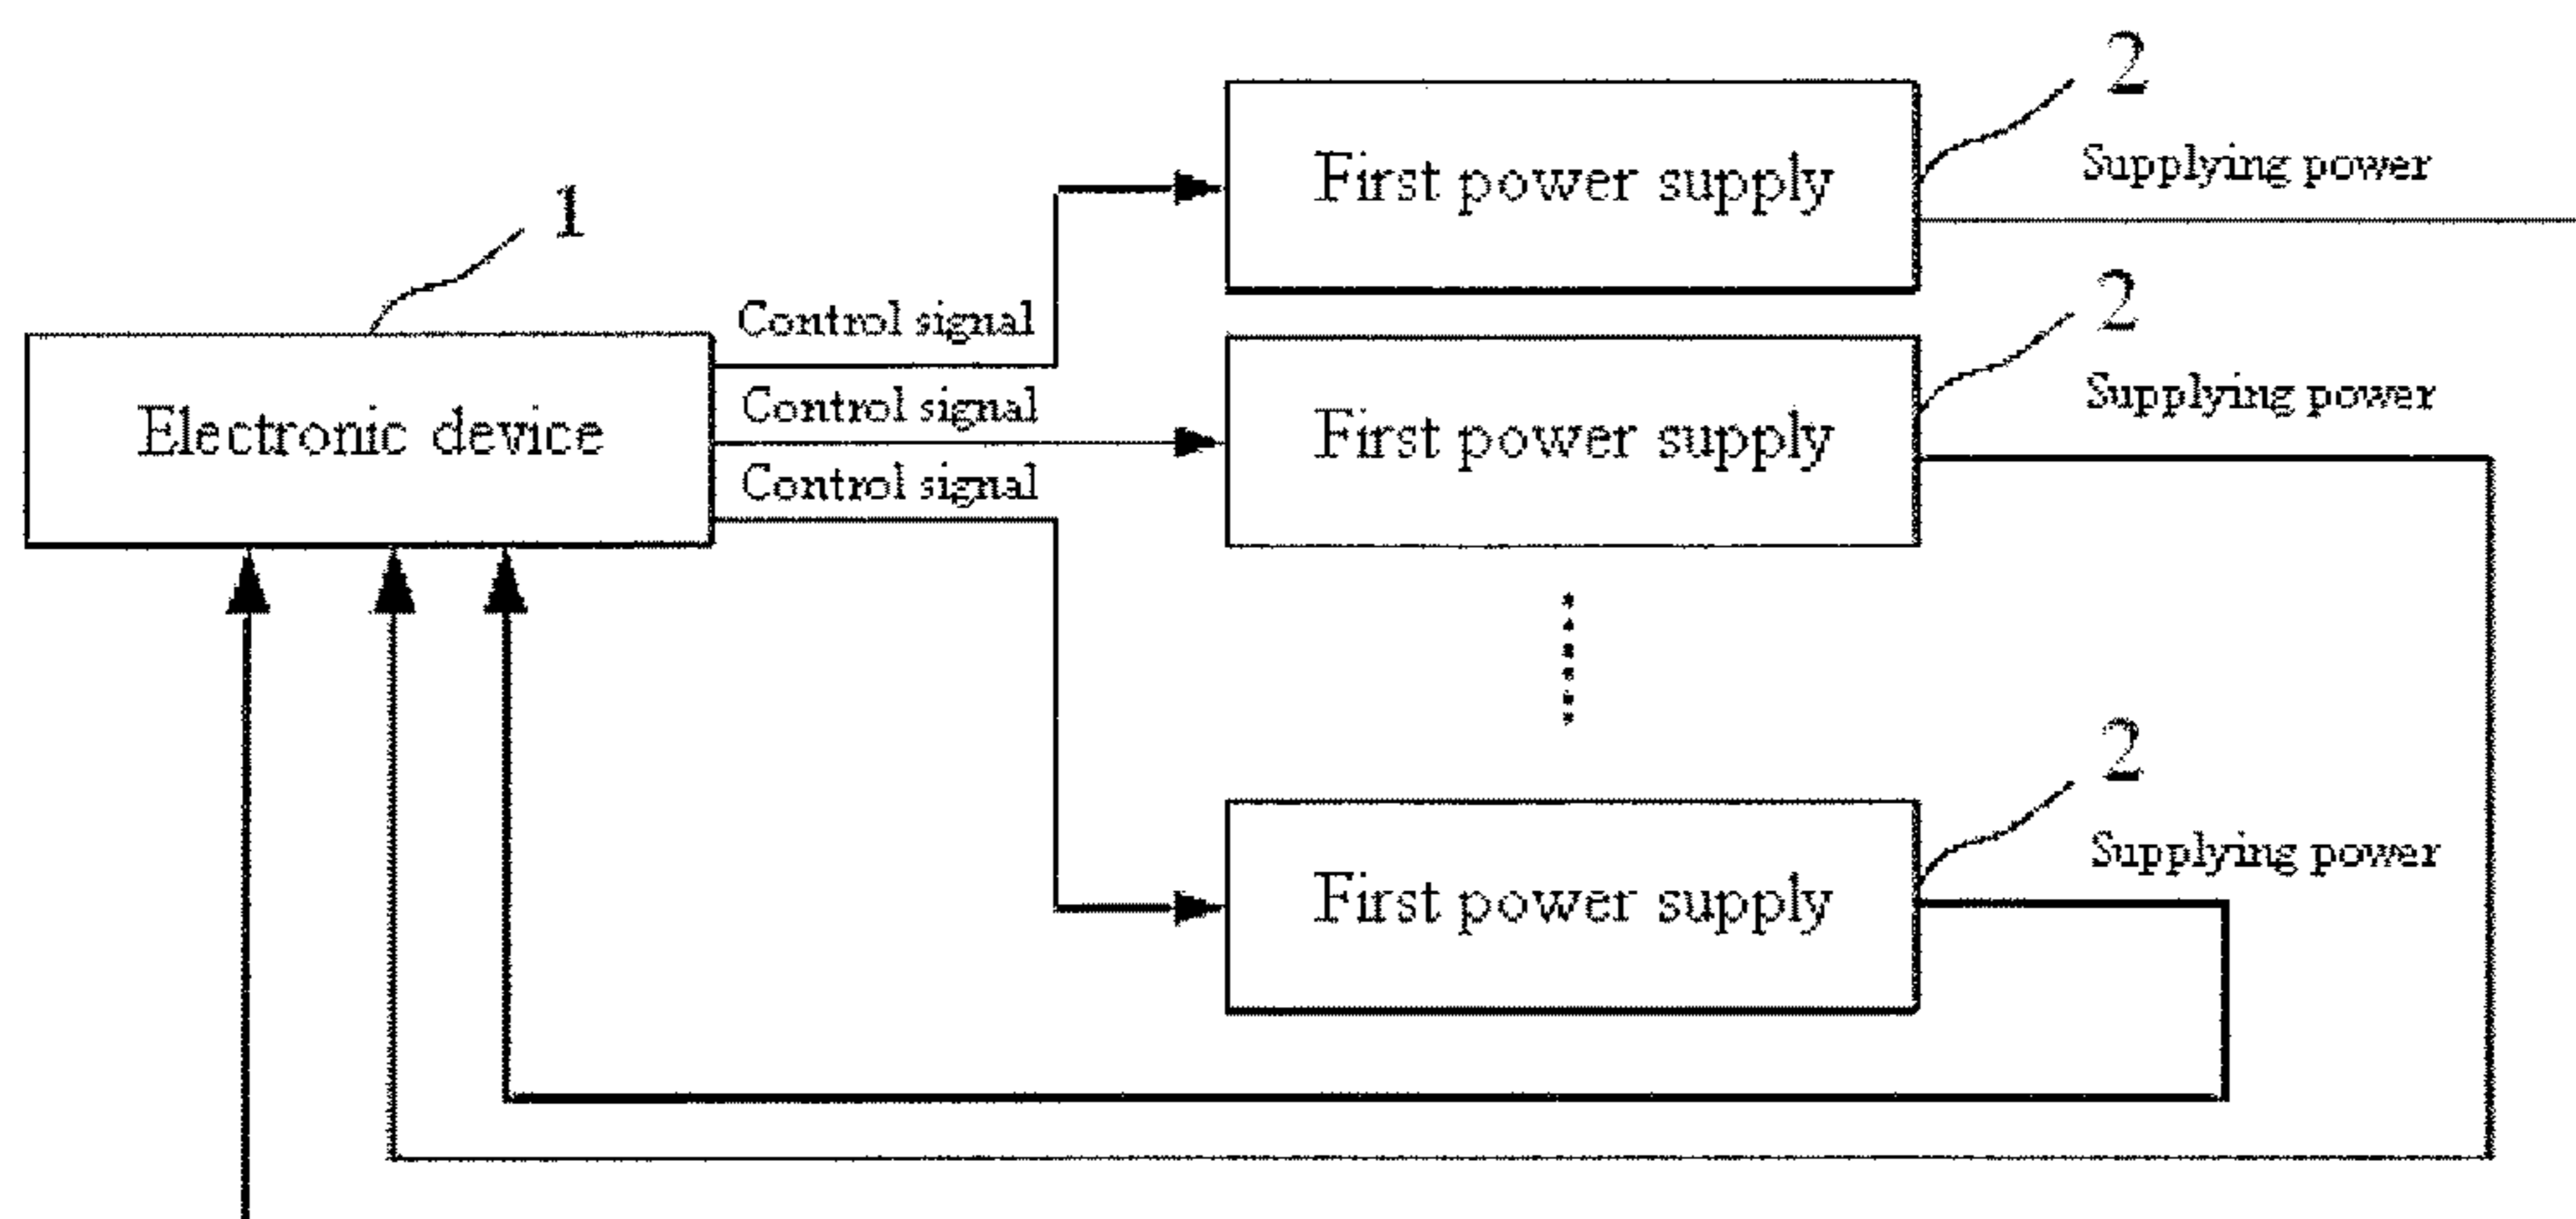 2
First power supply
Supplying power
1
Control signal
2
First power supply
Supplying power
Control signal
Electronic device
Control signal
2
First power supply
Supplying power